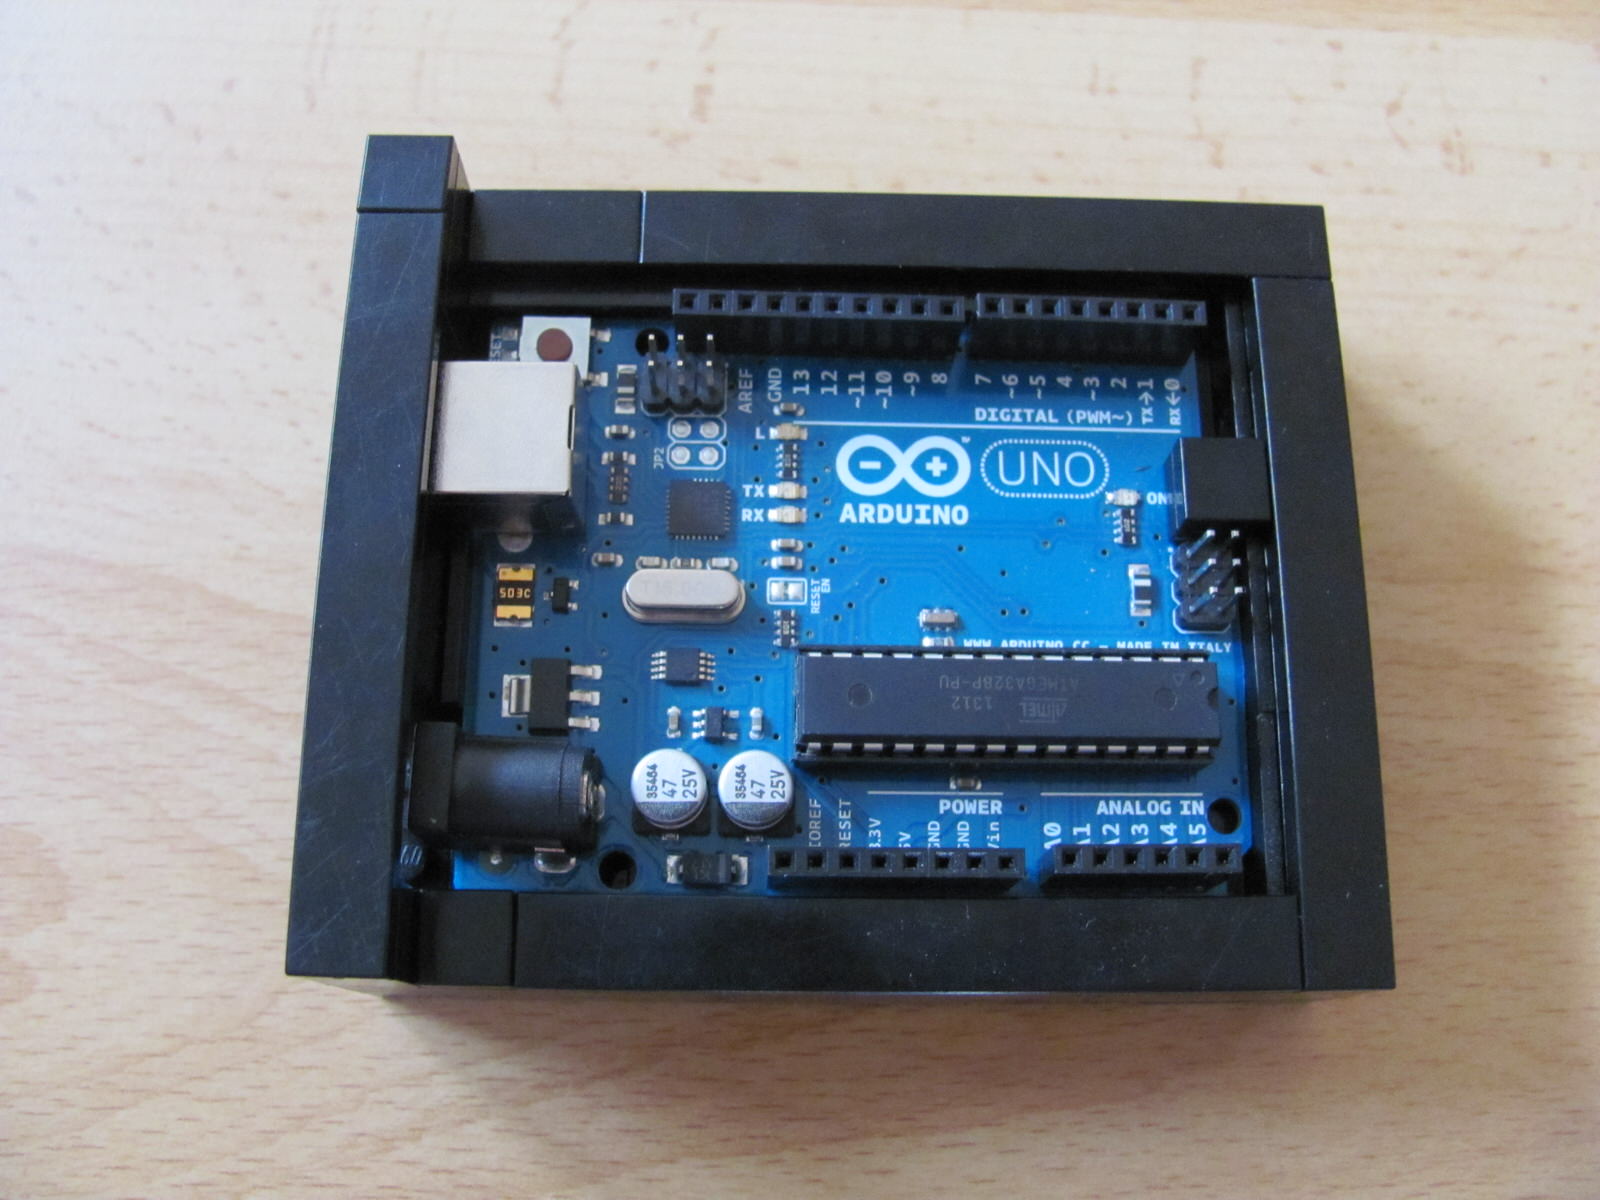 RESET
AREF
GND
13
12
~11
~10
~9
8
7
~6
~5
4
~3
2
TX→1
RX←0
DIGITAL (PWM~)
L
JP2
TX
RX
ARDUINO
™
UNO
ON
RESET
EN
503C
WWW.ARDUINO.CC - MADE IN ITALY
ATMEL
1312
ATMEGA328P-PU
35464
47
25V
35464
47
25V
POWER
ANALOG IN
IOREF
RESET
3.3V
5V
GND
GND
Vin
A0
A1
A2
A3
A4
A5